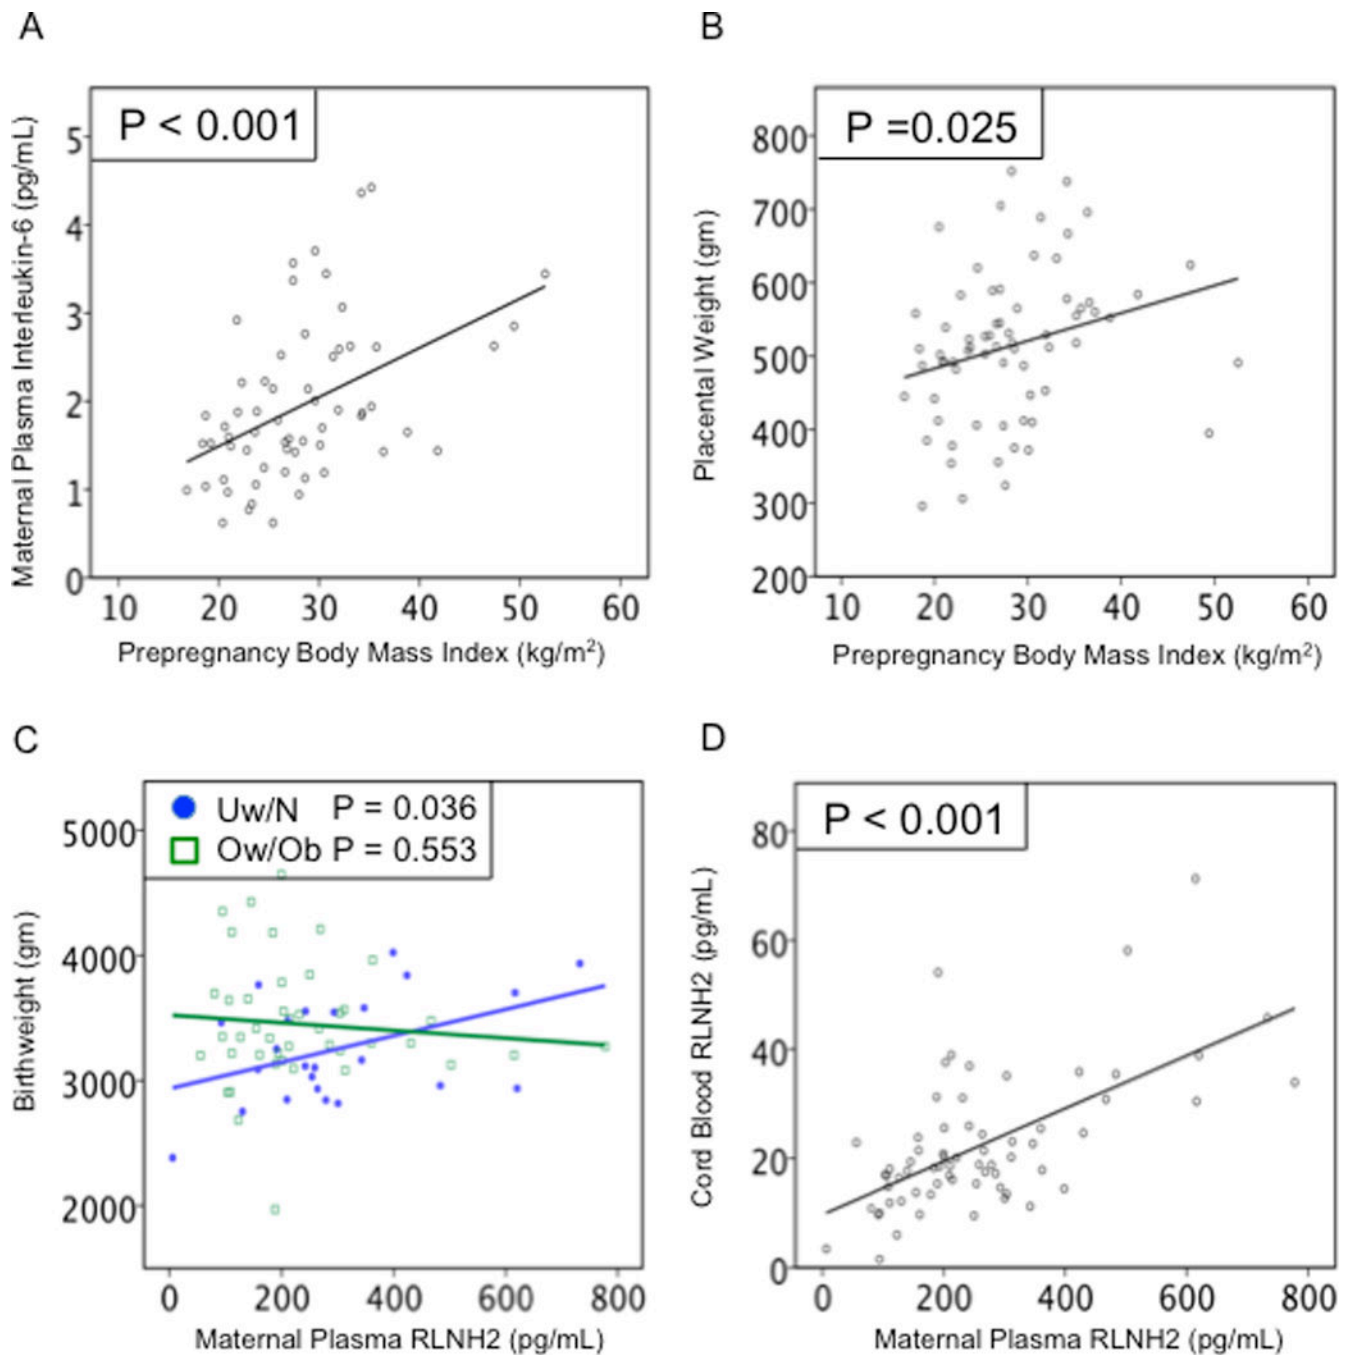 A
P < 0.001
Maternal Plasma Interleukin-6 (pg/mL)
5
4
3
2
1
0
10 20 30 40 50 60
Prepregnancy Body Mass Index (kg/m²)
B
P =0.025
Placental Weight (gm)
800
700
600
500
400
300
200
10 20 30 40 50 60
Prepregnancy Body Mass Index (kg/m²)
C
Uw/N P = 0.036
Ow/Ob P = 0.553
Birthweight (gm)
5000
4000
3000
2000
0 200 400 600 800
Maternal Plasma RLNH2 (pg/mL)
D
P < 0.001
Cord Blood RLNH2 (pg/mL)
80
60
40
20
0
0 200 400 600 800
Maternal Plasma RLNH2 (pg/mL)